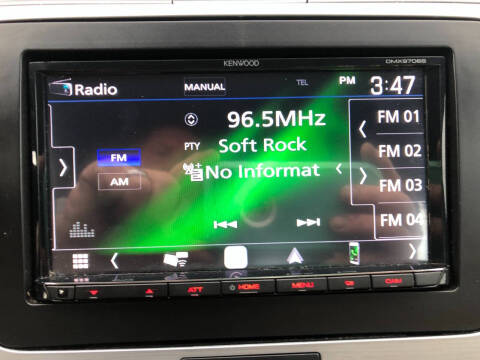 KENWOOD
DMX9706S
Radio
MANUAL
TEL
PM 3:47
96.5MHz
FM 01
PTY Soft Rock
FM
FM 02
No Informat
AM
FM 03
FM 04
ATT
HOME
MENU
CAM